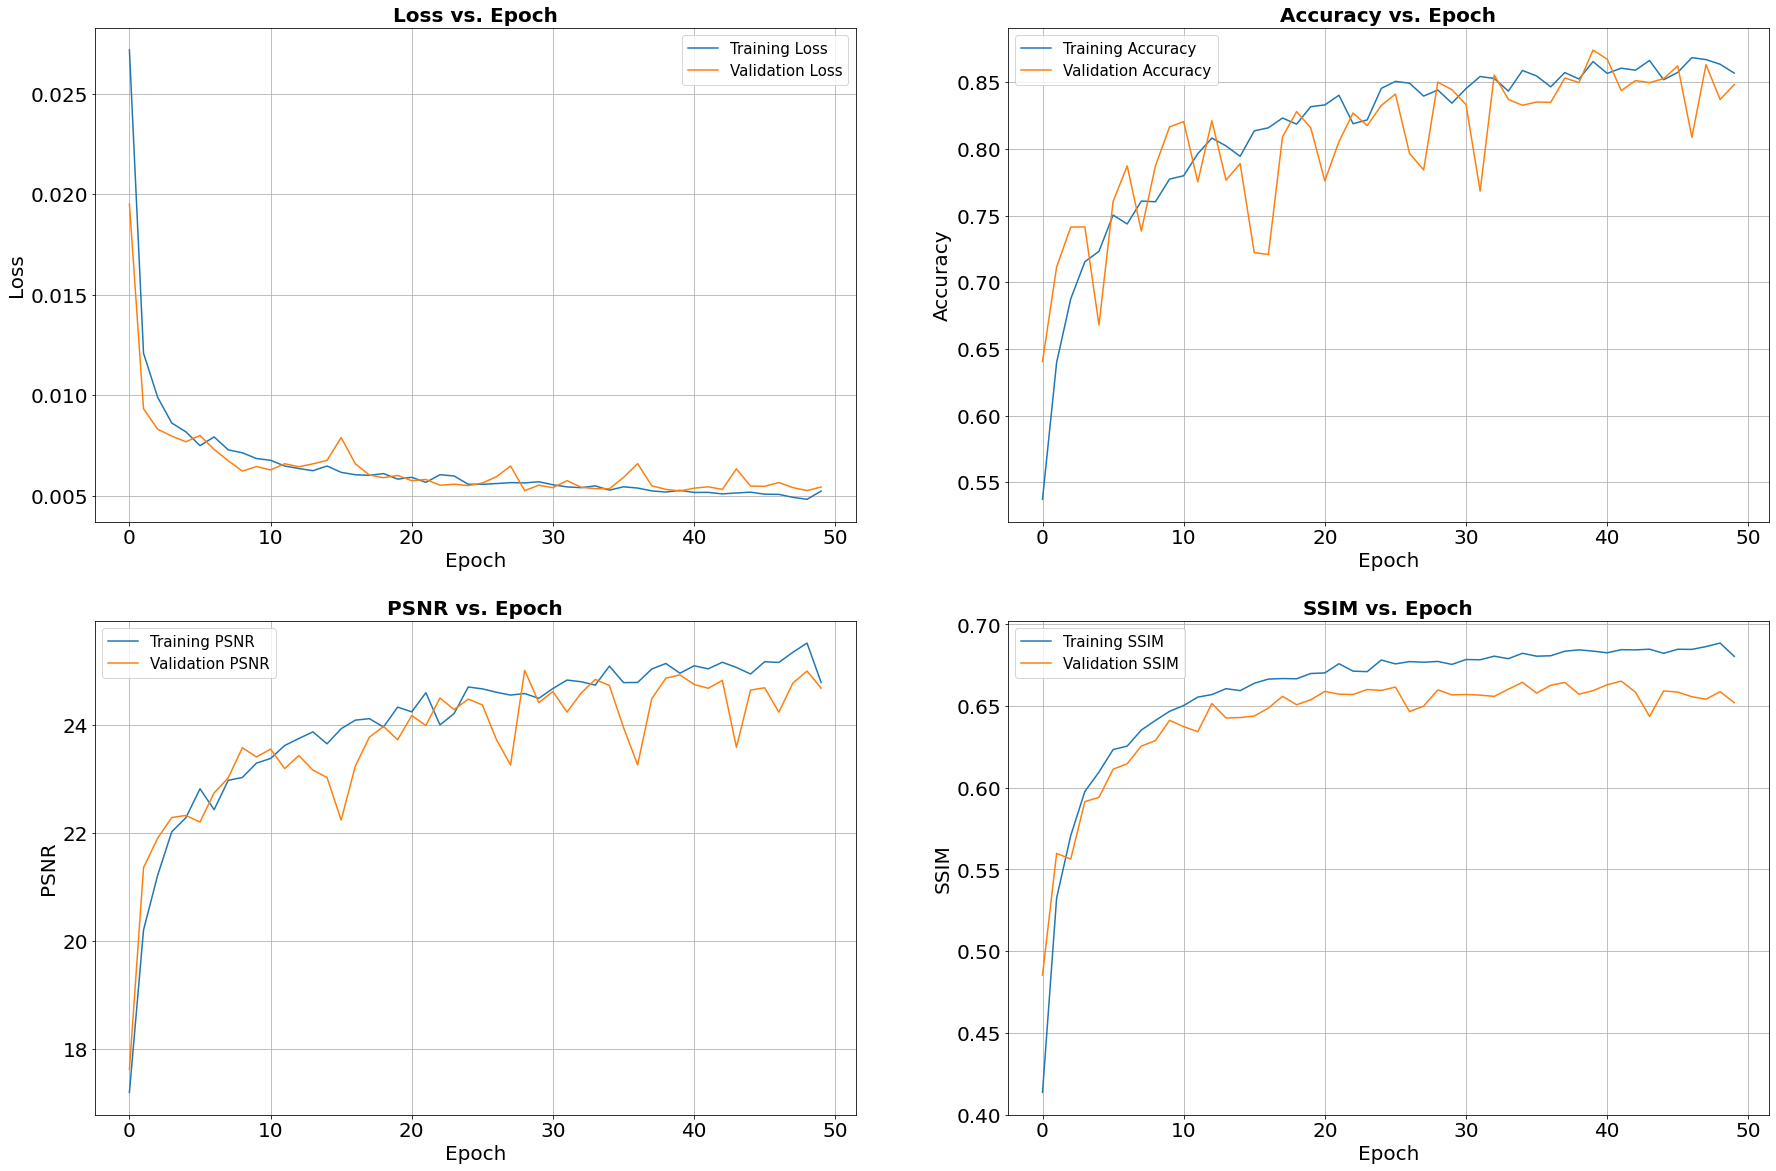 Loss vs. Epoch
Training Loss
Validation Loss
0.025
0.020
0.015
0.010
0.005
Loss
0 10 20 30 40 50
Epoch
Accuracy vs. Epoch
Training Accuracy
Validation Accuracy
0.85
0.80
0.75
0.70
0.65
0.60
0.55
Accuracy
0 10 20 30 40 50
Epoch
PSNR vs. Epoch
Training PSNR
Validation PSNR
24
22
20
18
PSNR
0 10 20 30 40 50
Epoch
SSIM vs. Epoch
Training SSIM
Validation SSIM
0.70
0.65
0.60
0.55
0.50
0.45
0.40
SSIM
0 10 20 30 40 50
Epoch